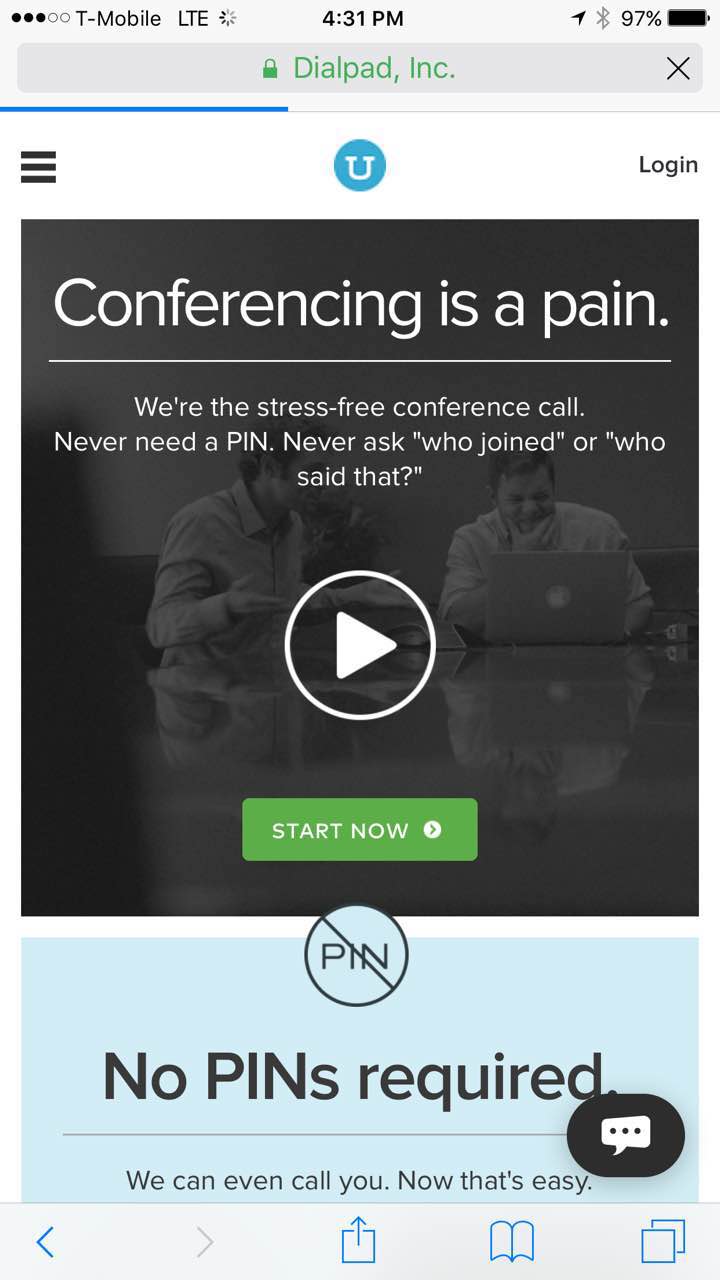 T-Mobile LTE 4:31 PM 97%
Dialpad, Inc.
U Login
Conferencing is a pain.
We're the stress-free conference call.
Never need a PIN. Never ask "who joined" or "who
said that?"
START NOW
PIN
No PINs required.
We can even call you. Now that's easy.